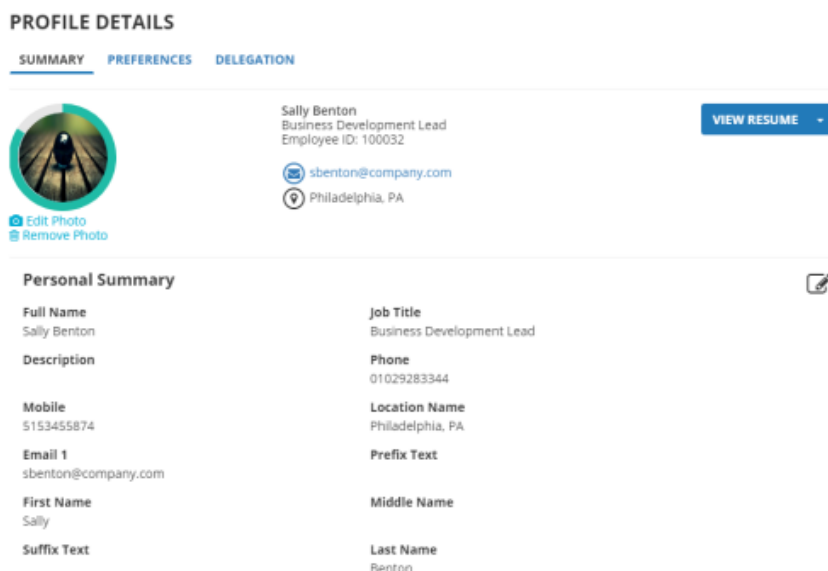 PROFILE DETAILS
SUMMARY PREFERENCES DELEGATION
Sally Benton
Business Development Lead
Employee ID: 100032
VIEW RESUME
sbenton@company.com
Philadelphia, PA
Edit Photo
Remove Photo
Personal Summary
Full Name Job Title
Sally Benton Business Development Lead
Description Phone
01029283344
Mobile Location Name
5153455874 Philadelphia, PA
Email 1 Prefix Text
sbenton@company.com
First Name Middle Name
Sally
Suffix Text Last Name
Benton